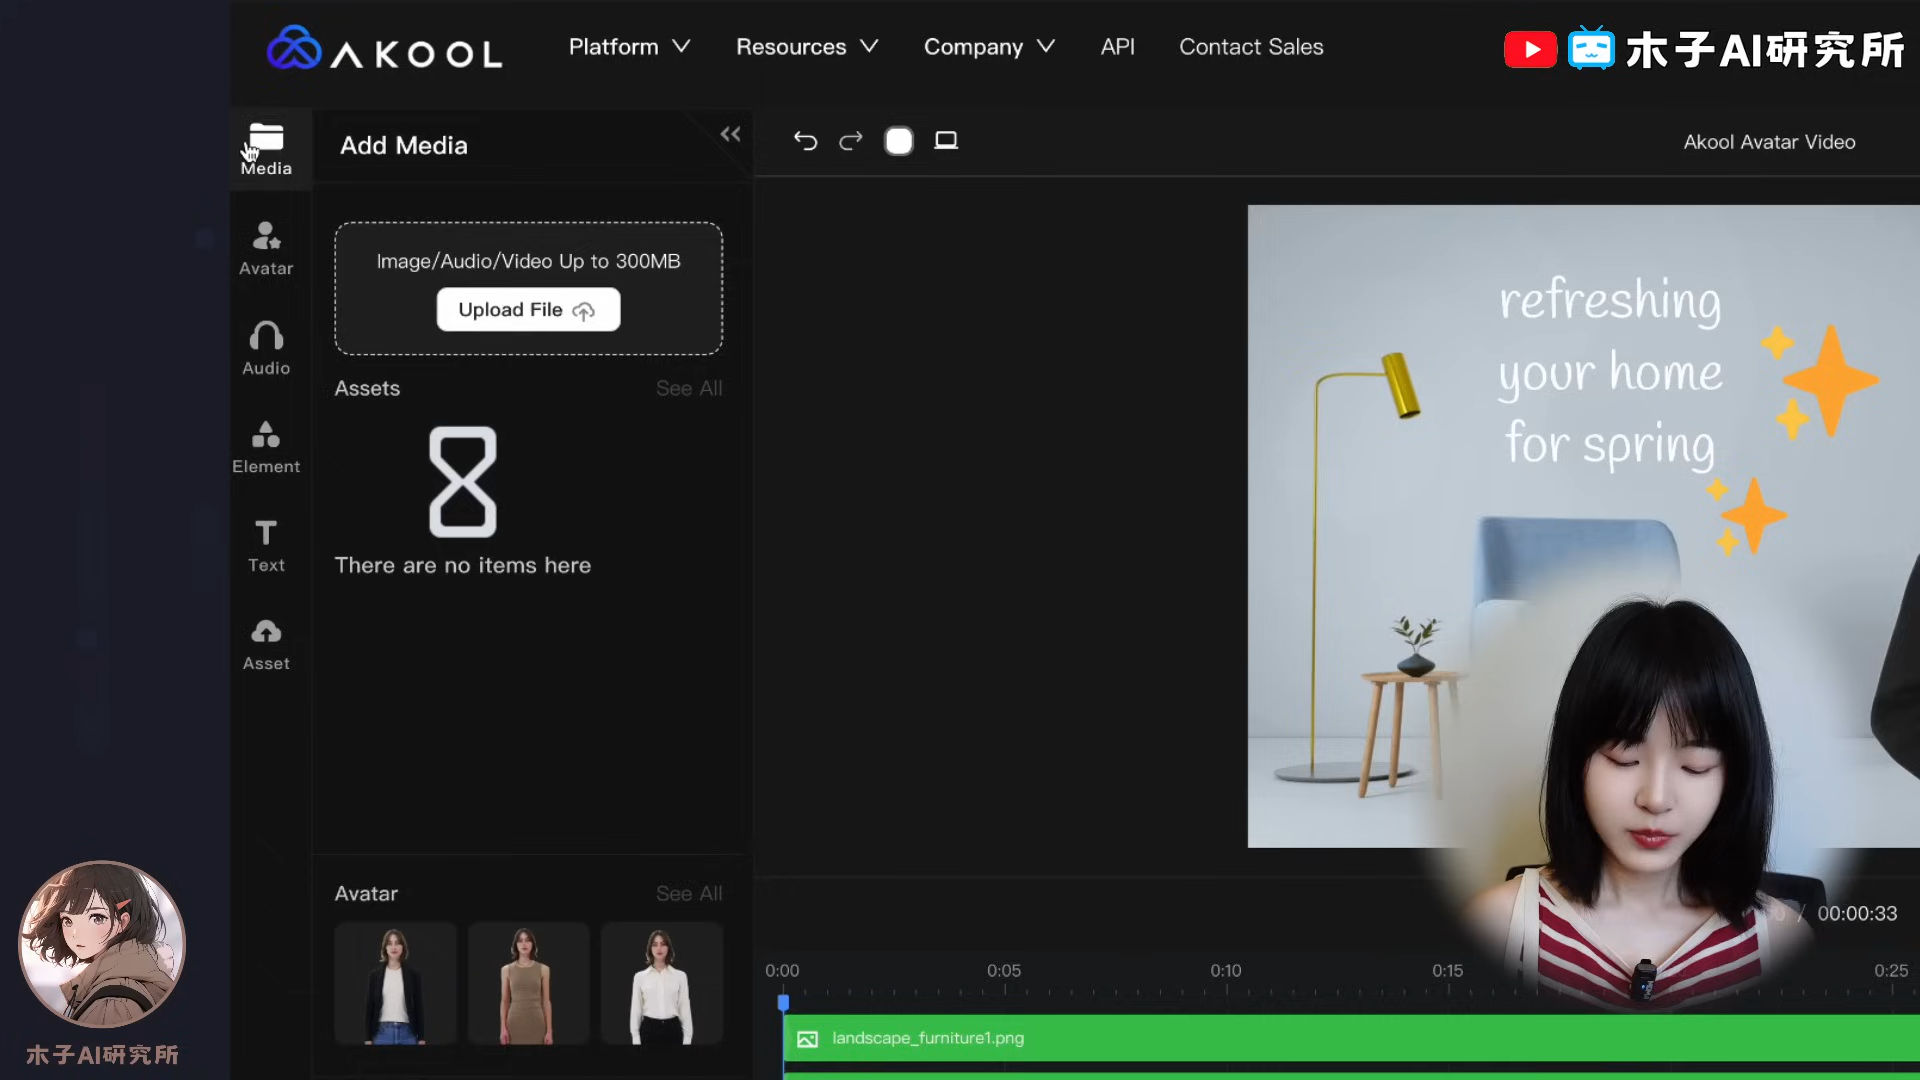 AKOOL
Platform
Resources
Company
API
Contact Sales
木子AI研究所
Media
Add Media
Akool Avatar Video
Image/Audio/Video Up to 300MB
Upload File
Avatar
Audio
Assets
See All
Element
There are no items here
Text
Asset
refreshing
your home
for spring
Avatar
See All
/ 00:00:33
0:00
0:05
0:10
0:15
0:25
landscape_furniture1.png
木子AI研究所